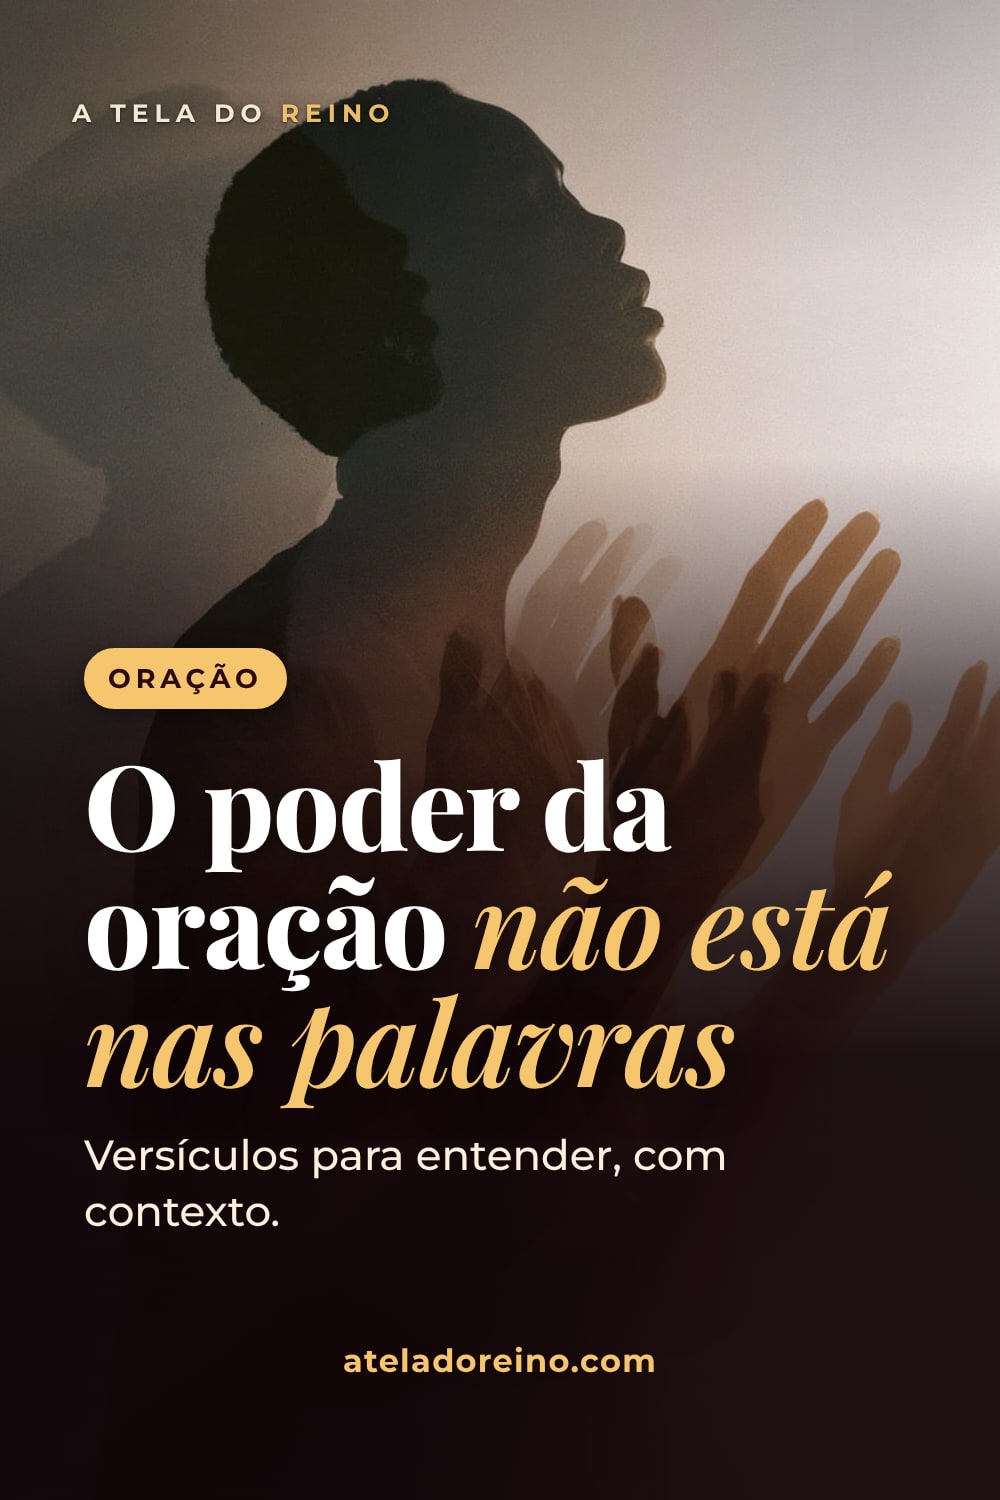 A TELA DO REINO
ORAÇÃO
O poder da
oração não está
nas palavras
Versículos para entender, com
contexto.
ateladoreino.com